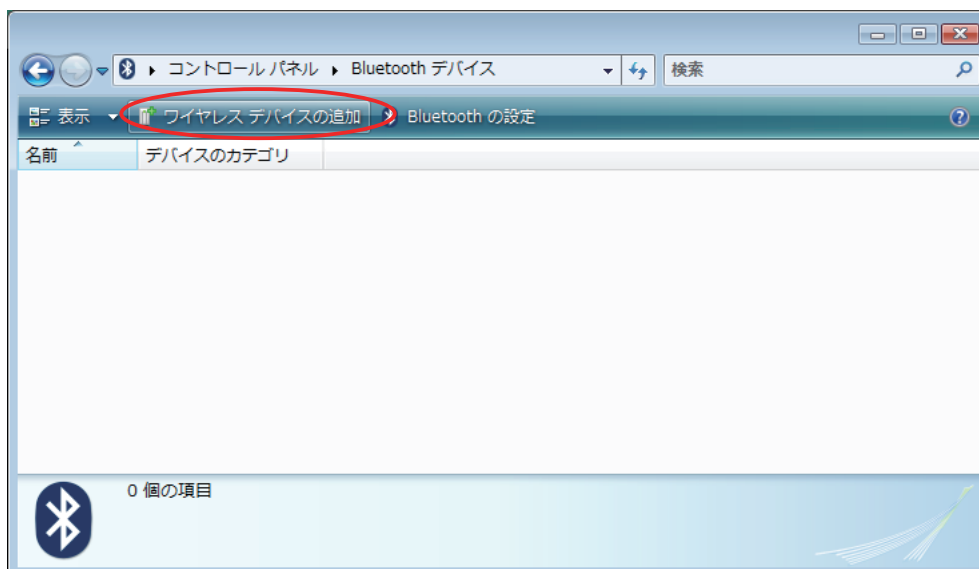 コントロール パネル Bluetooth デバイス 検索
表示 ワイヤレス デバイスの追加 Bluetooth の設定
名前 デバイスのカテゴリ
0 個の項目